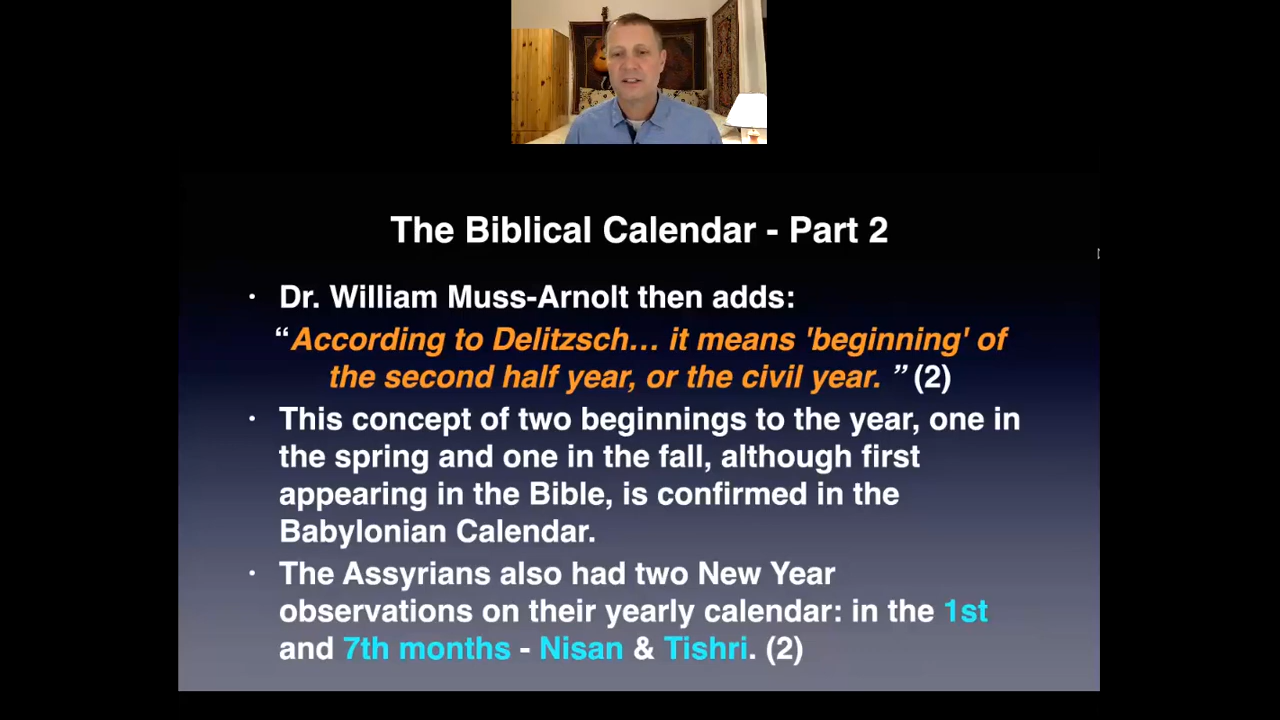 The Biblical Calendar - Part 2
• Dr. William Muss-Arnolt then adds:
“According to Delitzsch… it means 'beginning' of
the second half year, or the civil year. ” (2)
• This concept of two beginnings to the year, one in
the spring and one in the fall, although first
appearing in the Bible, is confirmed in the
Babylonian Calendar.
• The Assyrians also had two New Year
observations on their yearly calendar: in the 1st
and 7th months - Nisan & Tishri. (2)